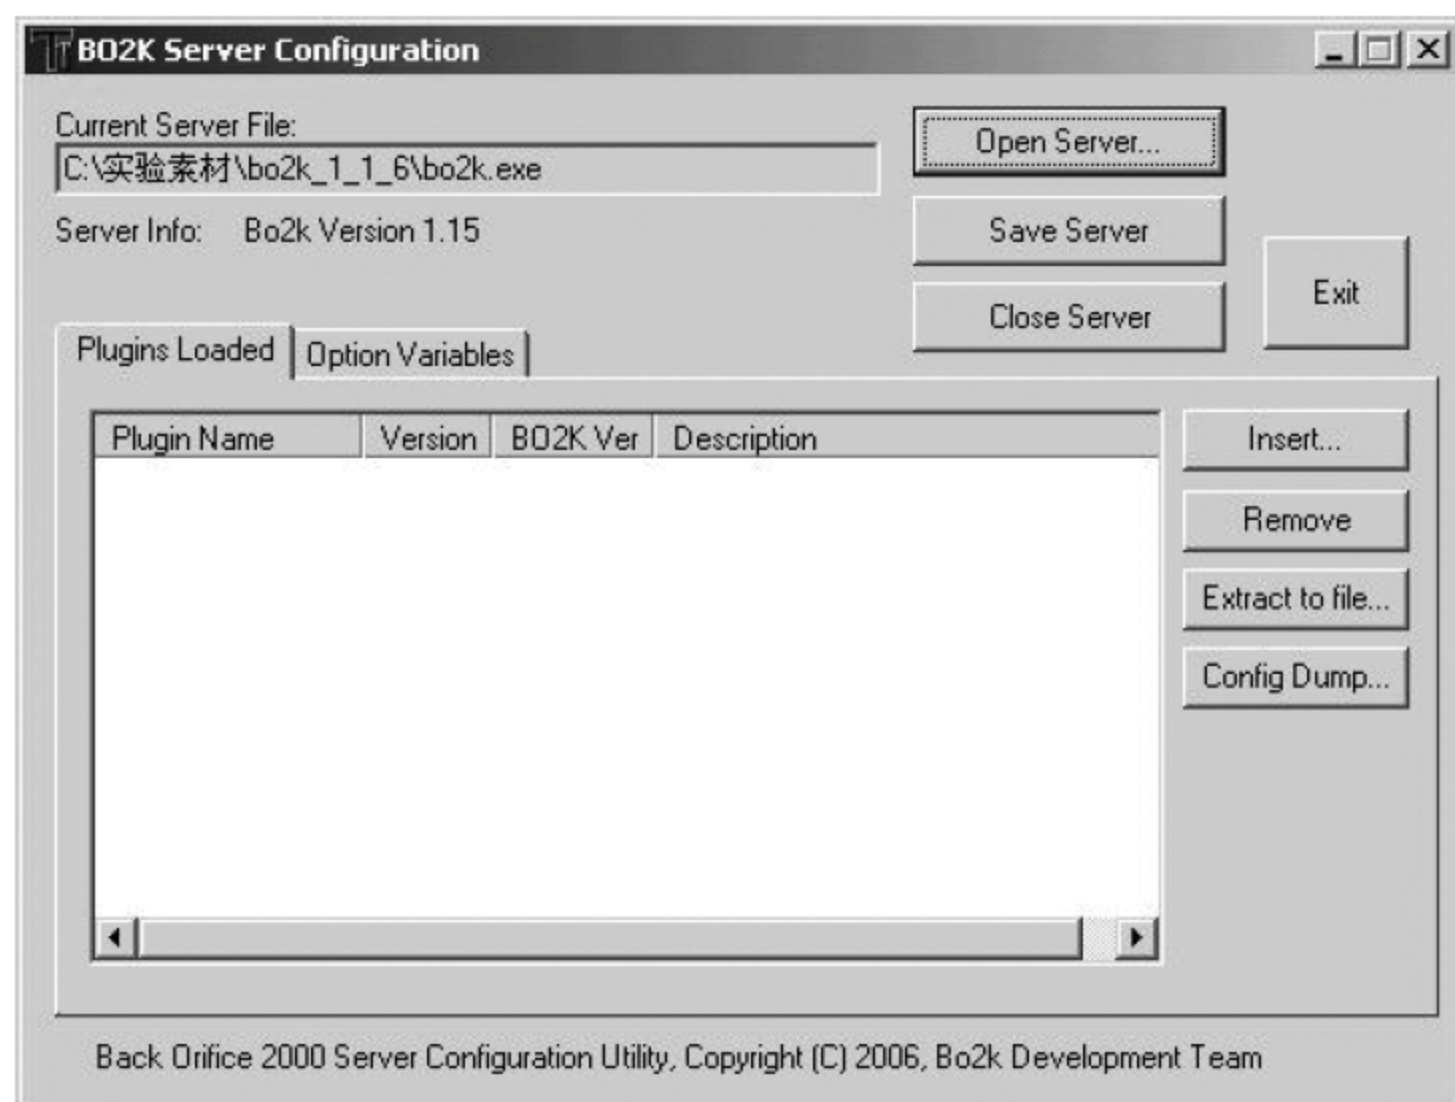 BO2K Server Configuration
Current Server File:
C:\实验素材\bo2k_1_1_6\bo2k.exe
Open Server...
Server Info: Bo2k Version 1.15
Save Server
Close Server
Exit
Plugins Loaded
Option Variables
Plugin Name Version BO2K Ver Description
Insert...
Remove
Extract to file...
Config Dump...
Back Orifice 2000 Server Configuration Utility, Copyright (C) 2006, Bo2k Development Team